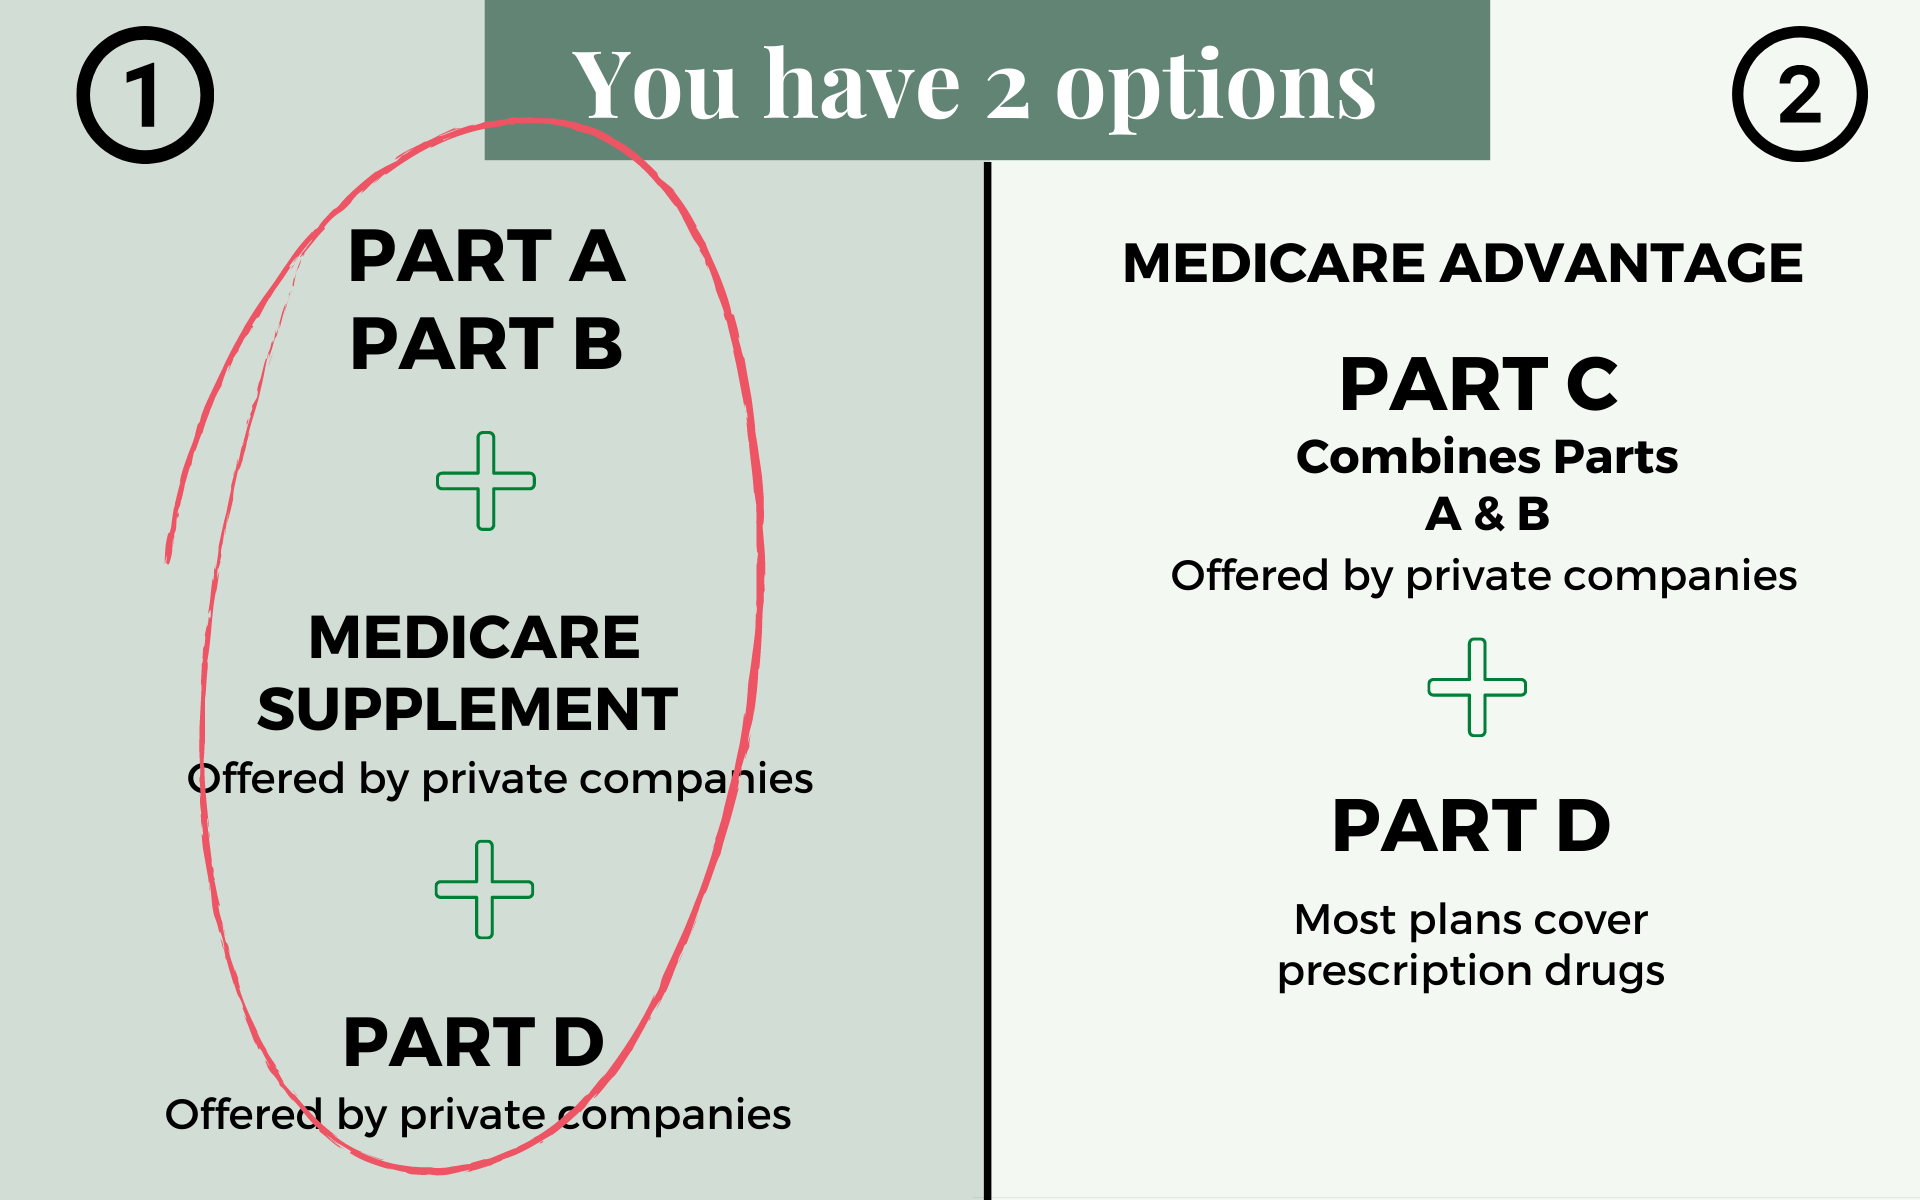 You have 2 options
1
PART A
PART B
MEDICARE
SUPPLEMENT
Offered by private companies
PART D
Offered by private companies
2
MEDICARE ADVANTAGE
PART C
Combines Parts
A & B
Offered by private companies
PART D
Most plans cover
prescription drugs